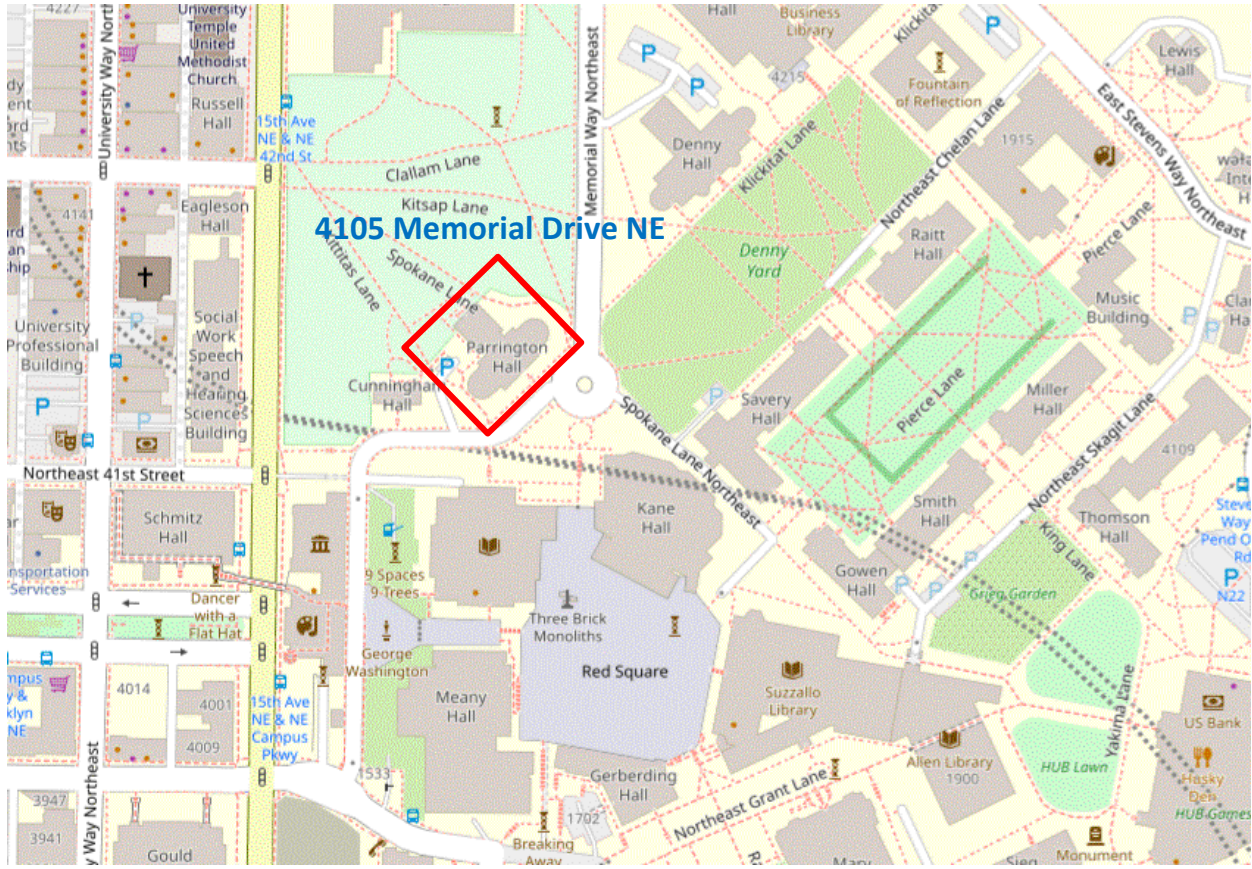 4227
University
Temple
United
Methodist
Church
Russell
Hall
15th Ave
NE & NE
42nd St
University Way North
Memorial Way Northeast
Hall
Business
Library
4215
Klickitat
Fountain
of Reflection
Lewis
Hall
East Stevens Way Northeast
1915
Denny
Hall
Klickitat Lane
Northeast Chelan Lane
Clallam Lane
Kitsap Lane
4105 Memorial Drive NE
Kittitas Lane
Spokane Lane
4141
Eagleson
Hall
Denny
Yard
Raitt
Hall
Pierce Lane
Music
Building
University
Professional
Building
Social
Work
Speech
and
Hearing
Sciences
Building
Parrington
Hall
P
Cunningham
Hall
Savery
Hall
Pierce Lane
Miller
Hall
Spokane Lane Northeast
Northeast Skagit Lane
4109
Northeast 41st Street
Schmitz
Hall
Kane
Hall
Smith
Hall
Thomson
Hall
King Lane
Gowen
Hall
Grieg Garden
P
N22
Services
9 Spaces
9 Trees
Dancer
with a
Flat Hat
Three Brick
Monoliths
George
Washington
Red Square
Meany
Hall
Suzzallo
Library
Yakima Lane
US Bank
4014
4001
4009
15th Ave
NE & NE
Campus
Pkwy
Allen Library
1900
HUB Lawn
Husky
Den
HUB Games
1533
Gerberding
Hall
Northeast Grant Lane
1702
3947
3941
Way Northeast
Gould
Breaking
Away
Monument